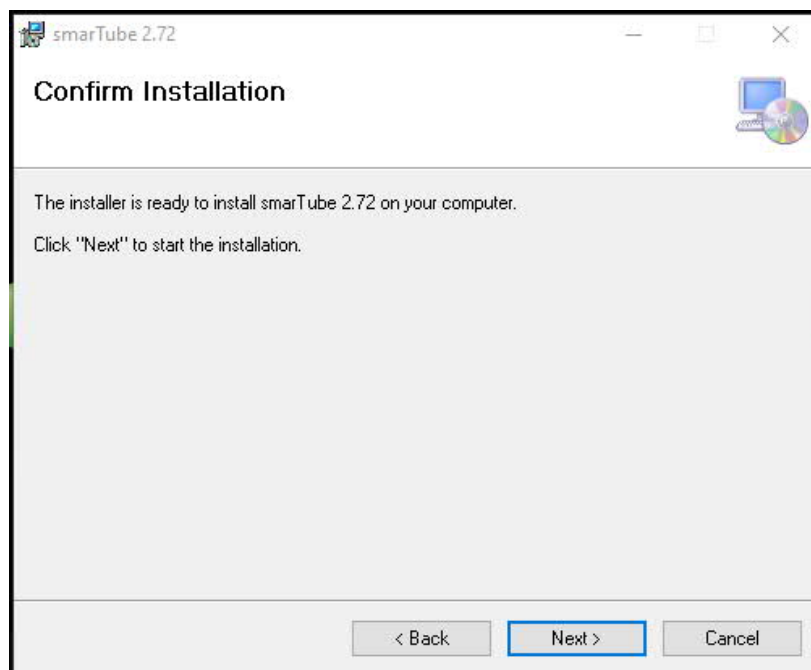 smarTube 2.72
Confirm Installation
The installer is ready to install smarTube 2.72 on your computer.
Click "Next" to start the installation.
< Back
Next >
Cancel